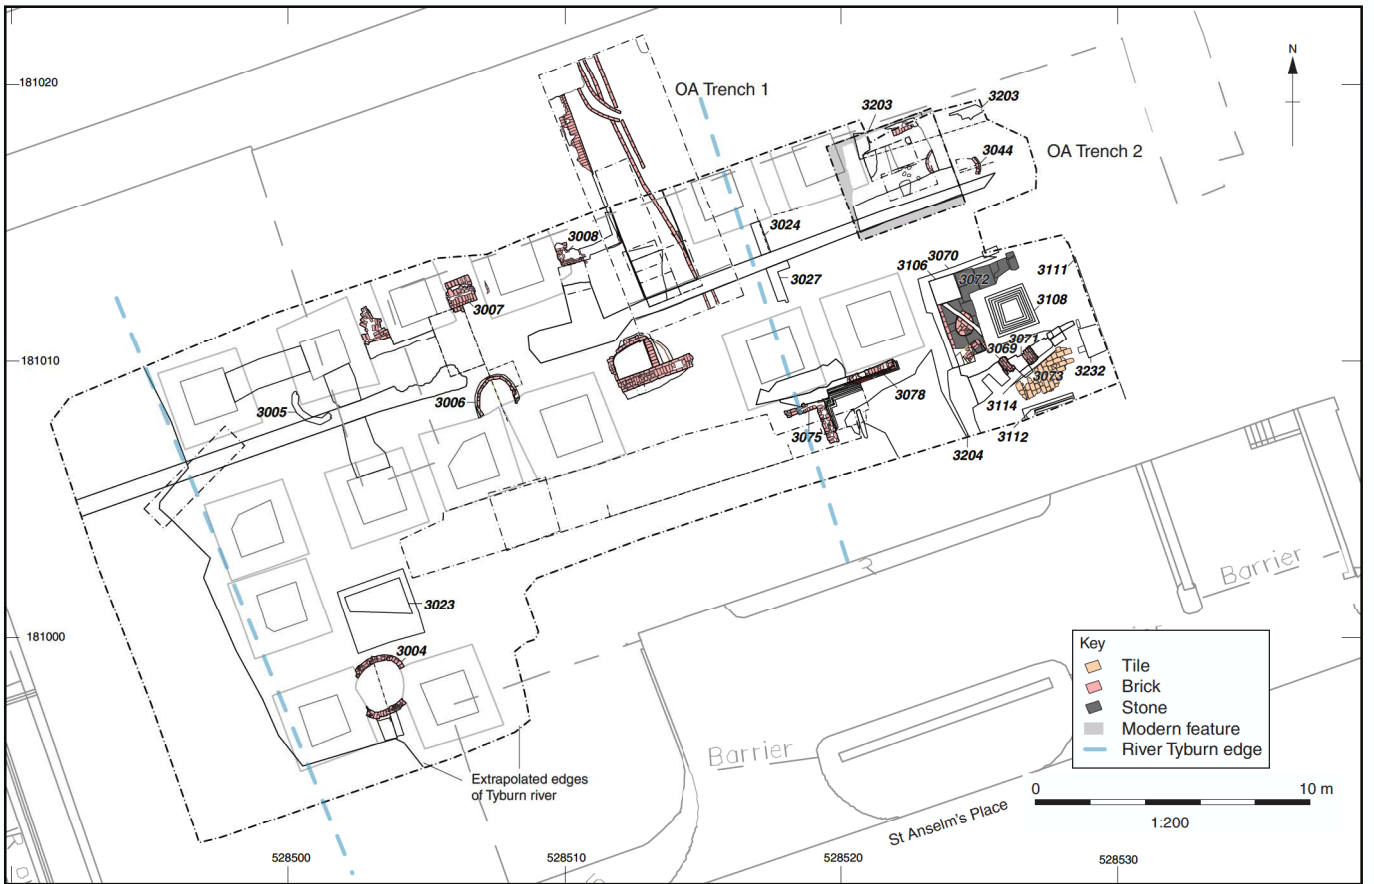 181020
OA Trench 1
3203
3203
N
OA Trench 2
3044
3024
3008
3070
3106
3072
3111
3027
3108
3007
181010
3071
3069
3073
3232
3005
3006
3078
3114
3075
3112
3204
Barrier
3023
181000
3004
Key
Tile
Brick
Stone
Modern feature
River Tyburn edge
Barrier
Extrapolated edges
of Tyburn river
0
10 m
1:200
St Anselm's Place
528500
528510
528520
528530